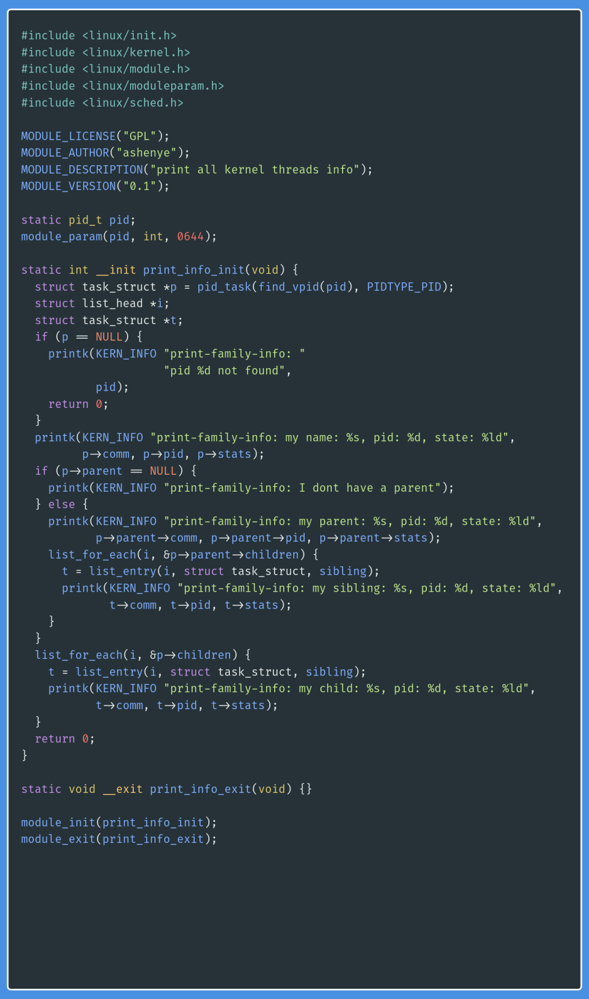 #include <linux/init.h>
#include <linux/kernel.h>
#include <linux/module.h>
#include <linux/moduleparam.h>
#include <linux/sched.h>

MODULE_LICENSE("GPL");
MODULE_AUTHOR("ashenye");
MODULE_DESCRIPTION("print all kernel threads info");
MODULE_VERSION("0.1");

static pid_t pid;
module_param(pid, int, 0644);

static int __init print_info_init(void) {
  struct task_struct *p = pid_task(find_vpid(pid), PIDTYPE_PID);
  struct list_head *i;
  struct task_struct *t;
  if (p == NULL) {
    printk(KERN_INFO "print-family-info: "
                     "pid %d not found",
           pid);
    return 0;
  }
  printk(KERN_INFO "print-family-info: my name: %s, pid: %d, state: %ld",
         p->comm, p->pid, p->stats);
  if (p->parent == NULL) {
    printk(KERN_INFO "print-family-info: I dont have a parent");
  } else {
    printk(KERN_INFO "print-family-info: my parent: %s, pid: %d, state: %ld",
           p->parent->comm, p->parent->pid, p->parent->stats);
    list_for_each(i, &p->parent->children) {
      t = list_entry(i, struct task_struct, sibling);
      printk(KERN_INFO "print-family-info: my sibling: %s, pid: %d, state: %ld",
             t->comm, t->pid, t->stats);
    }
  }
  list_for_each(i, &p->children) {
    t = list_entry(i, struct task_struct, sibling);
    printk(KERN_INFO "print-family-info: my child: %s, pid: %d, state: %ld",
           t->comm, t->pid, t->stats);
  }
  return 0;
}

static void __exit print_info_exit(void) {}

module_init(print_info_init);
module_exit(print_info_exit);